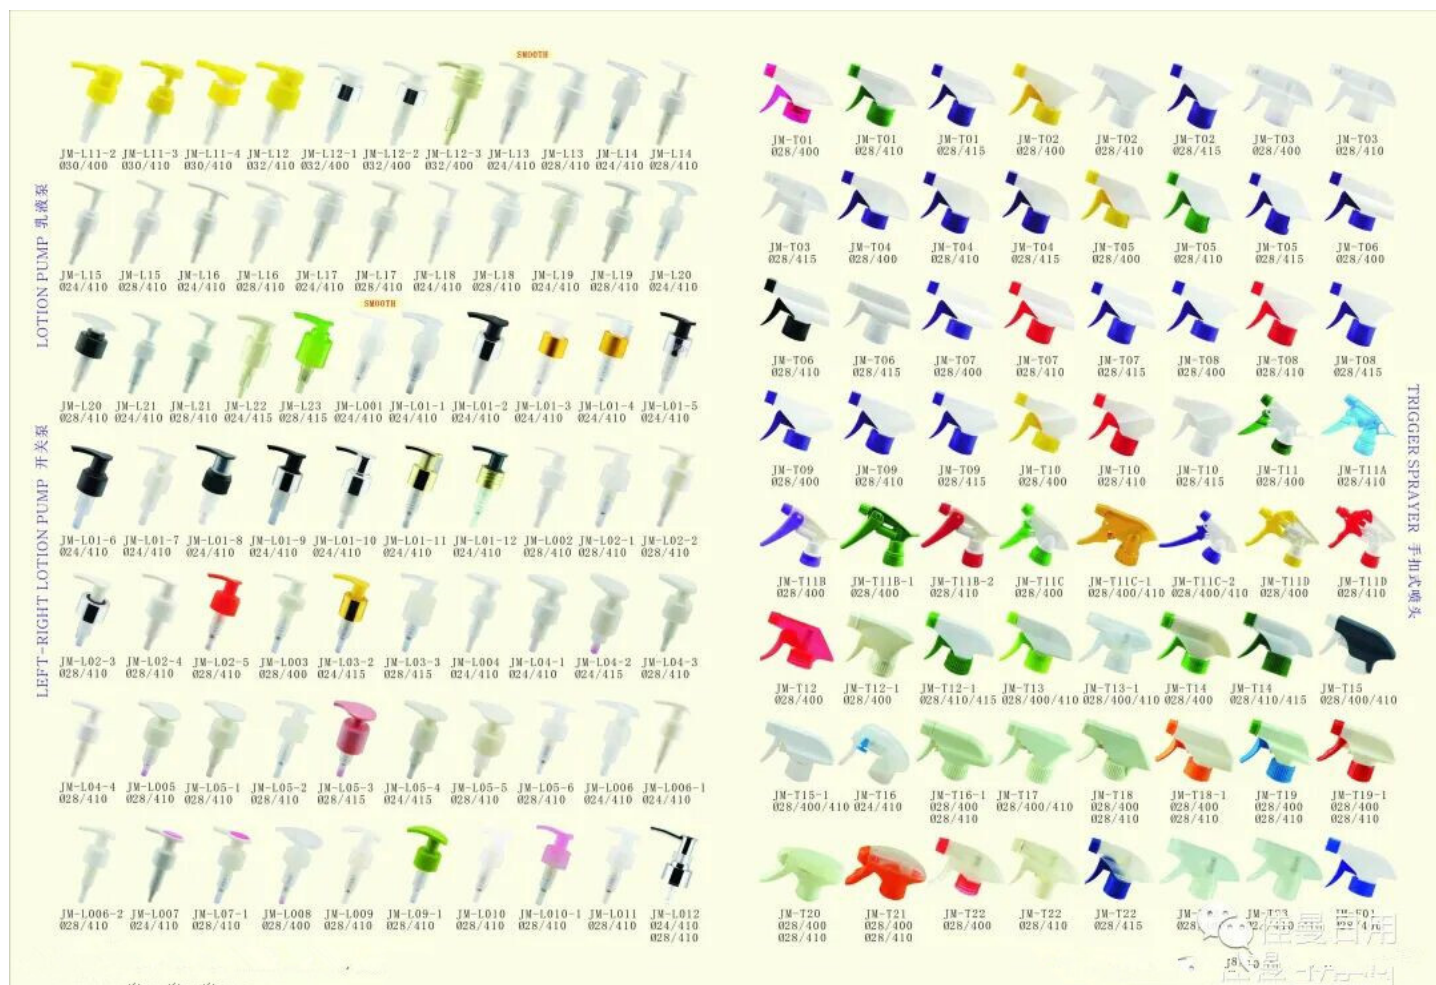 SMOOTH
JM-L11-2 JM-L11-3 JM-L11-4 JM-L12 JM-L12-1 JM-L12-2 JM-L12-3 JM-L13 JM-L13 JM-L14 JM-L14
Ø30/400 Ø30/410 Ø30/410 Ø32/410 Ø32/400 Ø32/400 Ø32/400 Ø24/410 Ø28/410 Ø24/410 Ø28/410
JM-L15 JM-L15 JM-L16 JM-L16 JM-L17 JM-L17 JM-L18 JM-L18 JM-L19 JM-L19 JM-L20
Ø24/410 Ø28/410 Ø24/410 Ø28/410 Ø24/410 Ø28/410 Ø24/410 Ø28/410 Ø24/410 Ø28/410 Ø24/410
SMOOTH
JM-L20 JM-L21 JM-L21 JM-L22 JM-L23 JM-L001 JM-L01-1 JM-L01-2 JM-L01-3 JM-L01-4 JM-L01-5
Ø28/410 Ø24/410 Ø28/410 Ø24/415 Ø28/415 Ø24/410 Ø24/410 Ø24/410 Ø24/410 Ø24/410 Ø24/410
LOTION PUMP 乳液泵
JM-L01-6 JM-L01-7 JM-L01-8 JM-L01-9 JM-L01-10 JM-L01-11 JM-L01-12 JM-L002 JM-L02-1 JM-L02-2
Ø24/410 Ø24/410 Ø24/410 Ø24/410 Ø24/410 Ø24/410 Ø24/410 Ø28/410 Ø28/410 Ø28/410
JM-L02-3 JM-L02-4 JM-L02-5 JM-L003 JM-L03-2 JM-L03-3 JM-L004 JM-L04-1 JM-L04-2 JM-L04-3
Ø28/410 Ø28/410 Ø28/410 Ø28/400 Ø28/415 Ø28/415 Ø24/410 Ø24/410 Ø24/415 Ø28/410
LEFT-RIGHT LOTION PUMP 开关泵
JM-L04-4 JM-L005 JM-L05-1 JM-L05-2 JM-L05-3 JM-L05-4 JM-L05-5 JM-L05-6 JM-L006 JM-L006-1
Ø28/410 Ø28/410 Ø28/410 Ø28/410 Ø28/415 Ø24/415 Ø28/410 Ø28/410 Ø24/410 Ø24/410
JM-L006-2 JM-L007 JM-L07-1 JM-L008 JM-L009 JM-L09-1 JM-L010 JM-L010-1 JM-L011 JM-L012
Ø28/410 Ø24/410 Ø28/410 Ø28/400 Ø28/410 Ø28/410 Ø28/410 Ø28/410 Ø28/410 Ø24/410
Ø28/410
JM-T01 JM-T01 JM-T01 JM-T02 JM-T02 JM-T02 JM-T03 JM-T03
Ø28/400 Ø28/410 Ø28/415 Ø28/400 Ø28/410 Ø28/415 Ø28/400 Ø28/410
JM-T03 JM-T04 JM-T04 JM-T04 JM-T05 JM-T05 JM-T05 JM-T06
Ø28/415 Ø28/400 Ø28/410 Ø28/415 Ø28/400 Ø28/410 Ø28/415 Ø28/400
JM-T06 JM-T06 JM-T07 JM-T07 JM-T07 JM-T08 JM-T08 JM-T08
Ø28/410 Ø28/415 Ø28/400 Ø28/410 Ø28/415 Ø28/400 Ø28/410 Ø28/415
JM-T09 JM-T09 JM-T09 JM-T10 JM-T10 JM-T10 JM-T11 JM-T11A
Ø28/400 Ø28/410 Ø28/415 Ø28/400 Ø28/410 Ø28/415 Ø28/400 Ø28/410
JM-T11B JM-T11B-1 JM-T11B-2 JM-T11C JM-T11C-1 JM-T11C-2 JM-T11D JM-T11D
Ø28/400 Ø28/400 Ø28/410 Ø28/400 Ø28/400/410 Ø28/400/410 Ø28/400 Ø28/410
JM-T12 JM-T12-1 JM-T12-1 JM-T13 JM-T13-1 JM-T14 JM-T14 JM-T15
Ø28/400 Ø28/400 Ø28/410/415 Ø28/400/410 Ø28/400/410 Ø28/400 Ø28/410/415 Ø28/400/410
JM-T15-1 JM-T16 JM-T16-1 JM-T17 JM-T18 JM-T18-1 JM-T19 JM-T19-1
Ø28/400/410 Ø24/410 Ø28/400 Ø28/400/410 Ø28/400 Ø28/400 Ø28/400 Ø28/400
Ø28/410 Ø28/410 Ø28/410 Ø28/410 Ø28/410
JM-T20 JM-T21 JM-T22 JM-T22 JM-T22
Ø28/400 Ø28/400 Ø28/400 Ø28/410 Ø28/415
Ø28/410 Ø28/410
TRIGGER SPRAYER 手扣式喷头
佳曼日用